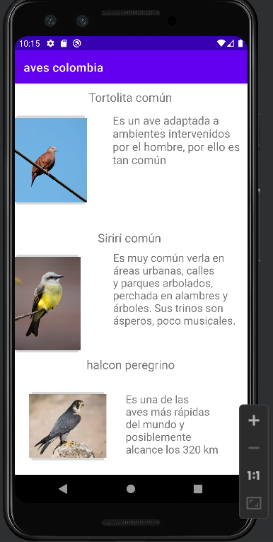 10:15
aves colombia
Tortolita común
Es un ave adaptada a
ambientes intervenidos
por el hombre, por ello es
tan común
Sirirí común
Es muy común verla en
áreas urbanas, calles
y parques arbolados,
perchada en alambres y
árboles. Sus trinos son
ásperos, poco musicales.
halcon peregrino
Es una de las
aves más rápidas
del mundo y
posiblemente
alcance los 320 km
1:1